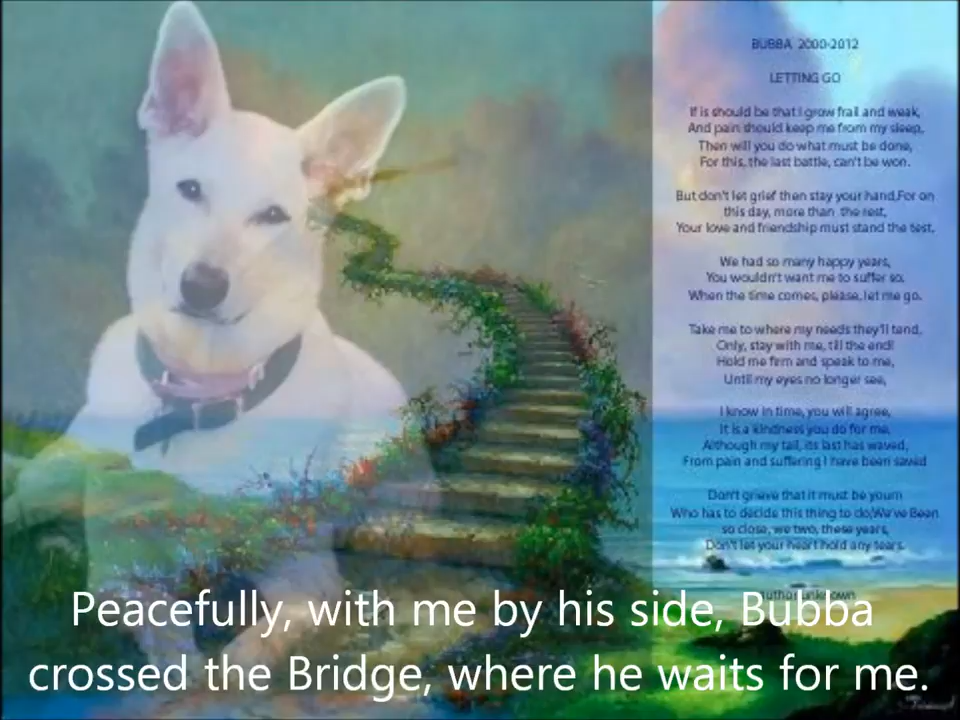 BUBBA 2000-2012
LETTING GO
If is should be that I grow frail and weak,
And pain should keep me from my sleep,
Then will you do what must be done,
For this, the last battle, can't be won.
But don't let grief then stay your hand,For on
this day, more than the rest,
Your love and friendship must stand the test.
We had so many happy years,
You wouldn't want me to suffer so.
When the time comes, please, let me go.
Take me to where my needs they'll tend,
Only, stay with me, till the end!
Hold me firm and speak to me,
Until my eyes no longer see,
I know in time, you will agree,
It is a kindness you do for me.
Although my tail, its last has waved,
From pain and suffering I have been saved
Don't grieve that it must be yourn
Who has to decide this thing to do;We've Been
so close, we two, these years,
Don't let your heart hold any tears.
Author unknown
Peacefully, with me by his side, Bubba
crossed the Bridge, where he waits for me.